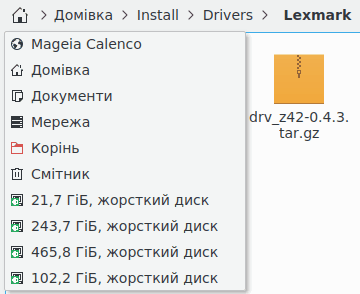 Домівка Install Drivers Lexmark
Mageia Calenco
Домівка
Документи
Мережа
Корінь
Смітник
21,7 ГіБ, жорсткий диск
243,7 ГіБ, жорсткий диск
465,8 ГіБ, жорсткий диск
102,2 ГіБ, жорсткий диск
drv_z42-0.4.3.
tar.gz